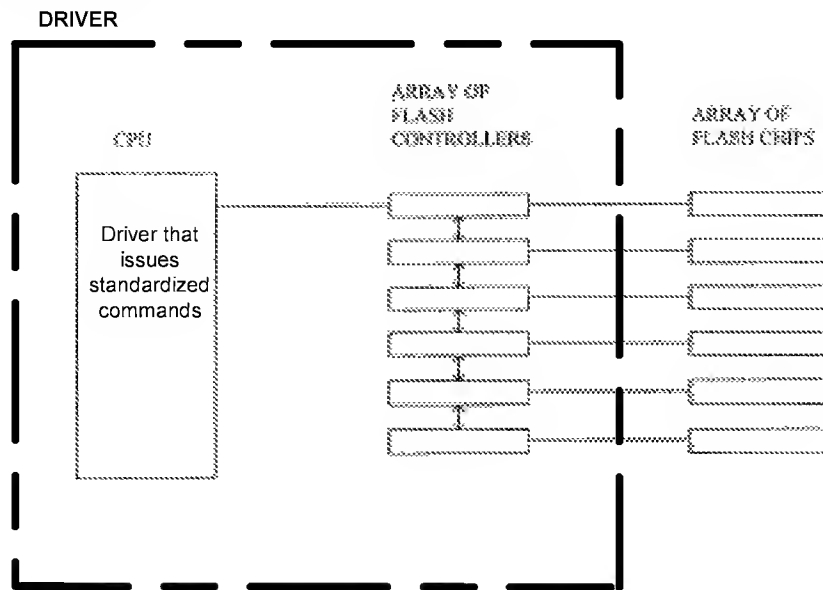 DRIVER
CPU
ARRAY OF
FLASH
CONTROLLERS
ARRAY OF
FLASH CHIPS
Driver that
issues
standardized
commands